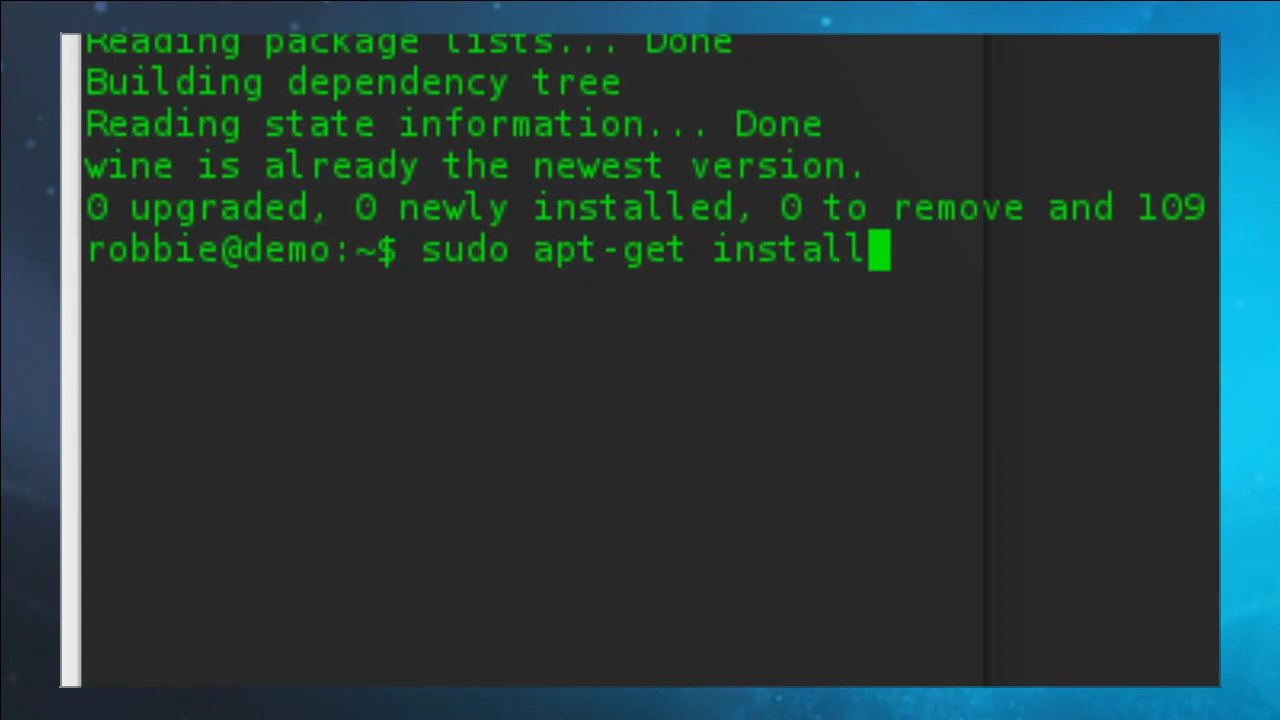 Reading package lists... Done
Building dependency tree
Reading state information... Done
wine is already the newest version.
0 upgraded, 0 newly installed, 0 to remove and 109
robbie@demo:~$ sudo apt-get install